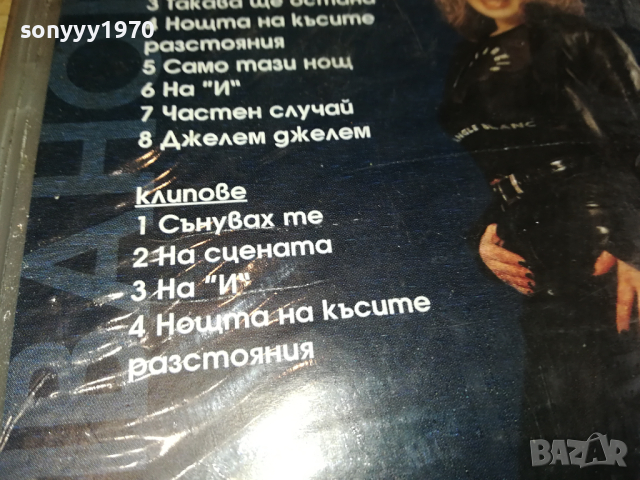 sonyyy1970
3 Такава ще остана
4 Нощта на късите
разстояния
5 Само тази нощ
6 На "И"
7 Частен случай
8 Джелем джелем
клипове
1 Сънувах те
2 На сцената
3 На "И"
4 Нощта на късите
разстояния
BLANC
BAZAR